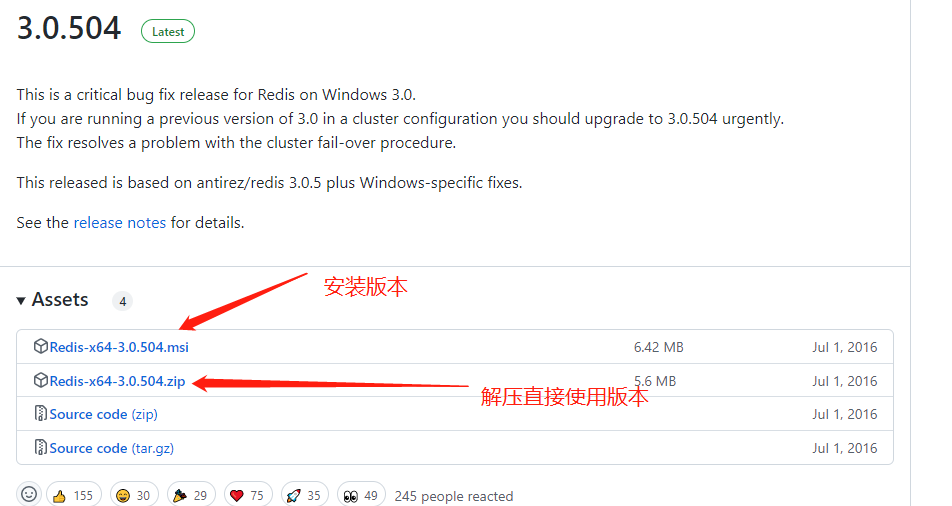 3.0.504 Latest
This is a critical bug fix release for Redis on Windows 3.0.
If you are running a previous version of 3.0 in a cluster configuration you should upgrade to 3.0.504 urgently.
The fix resolves a problem with the cluster fail-over procedure.
This released is based on antirez/redis 3.0.5 plus Windows-specific fixes.
See the release notes for details.
安装版本
Assets 4
Redis-x64-3.0.504.msi 6.42 MB Jul 1, 2016
Redis-x64-3.0.504.zip 5.6 MB Jul 1, 2016
解压直接使用版本
Source code (zip) Jul 1, 2016
Source code (tar.gz) Jul 1, 2016
155 30 29 75 35 49 245 people reacted